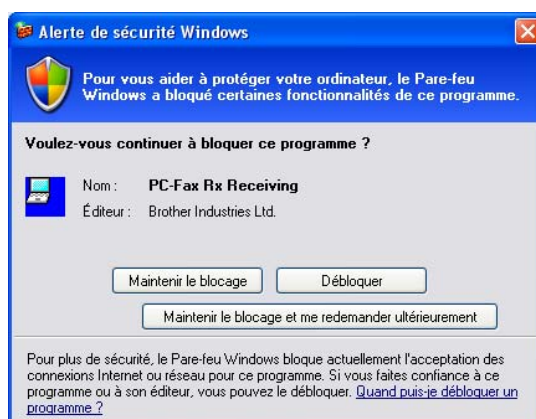 Alerte de sécurité Windows
Pour vous aider à protéger votre ordinateur, le Pare-feu
Windows a bloqué certaines fonctionnalités de ce programme.
Voulez-vous continuer à bloquer ce programme ?
Nom : PC-Fax Rx Receiving
Éditeur : Brother Industries Ltd.
Maintenir le blocage Débloquer
Maintenir le blocage et me redemander ultérieurement
Pour plus de sécurité, le Pare-feu Windows bloque actuellement l'acceptation des
connexions Internet ou réseau pour ce programme. Si vous faites confiance à ce
programme ou à son éditeur, vous pouvez le débloquer. Quand puis-je débloquer un
programme ?